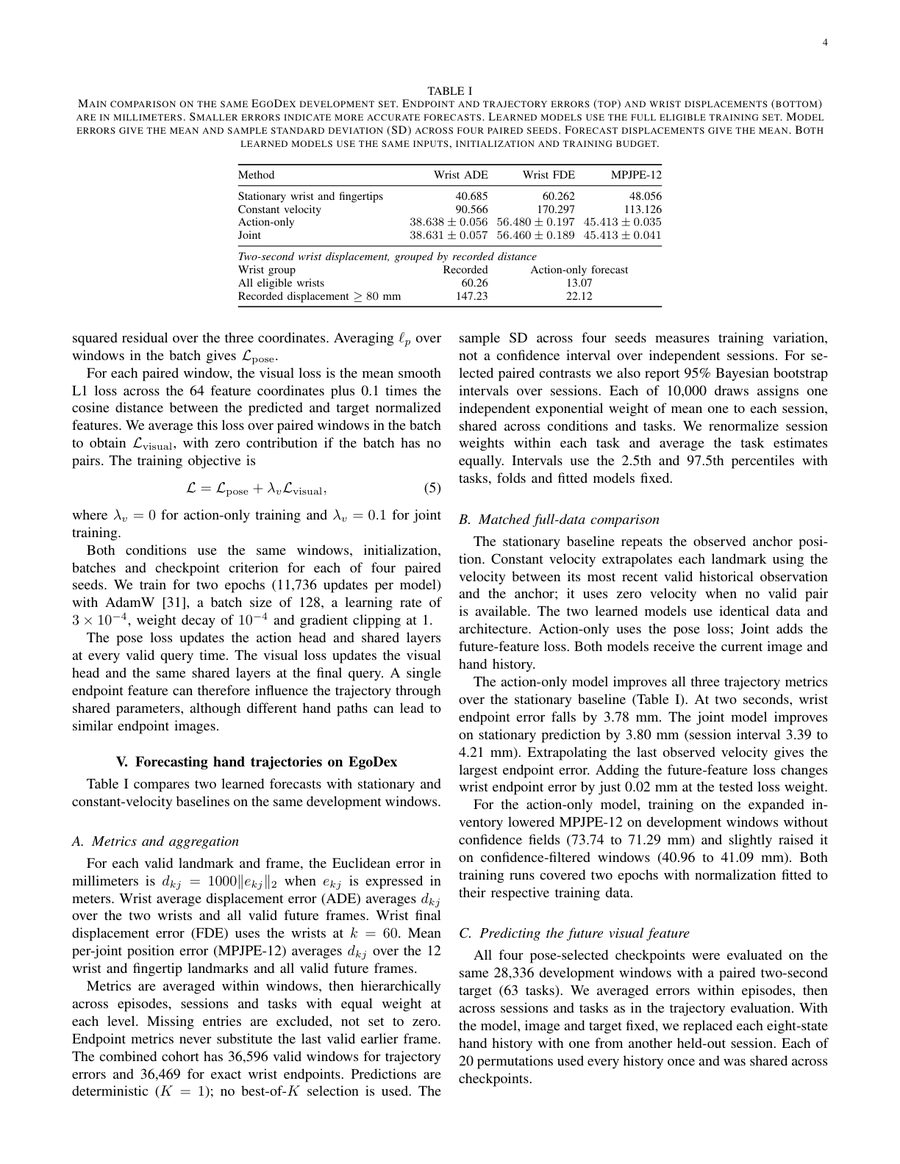 4
TABLE I
MAIN COMPARISON ON THE SAME EGODEX DEVELOPMENT SET. ENDPOINT AND TRAJECTORY ERRORS (TOP) AND WRIST DISPLACEMENTS (BOTTOM)
ARE IN MILLIMETERS. SMALLER ERRORS INDICATE MORE ACCURATE FORECASTS. LEARNED MODELS USE THE FULL ELIGIBLE TRAINING SET. MODEL
ERRORS GIVE THE MEAN AND SAMPLE STANDARD DEVIATION (SD) ACROSS FOUR PAIRED SEEDS. FORECAST DISPLACEMENTS GIVE THE MEAN. BOTH
LEARNED MODELS USE THE SAME INPUTS, INITIALIZATION AND TRAINING BUDGET.
Method Wrist ADE Wrist FDE MPJPE-12
Stationary wrist and fingertips 40.685 60.262 48.056
Constant velocity 90.566 170.297 113.126
Action-only 38.638 ± 0.056 56.480 ± 0.197 45.413 ± 0.035
Joint 38.631 ± 0.057 56.460 ± 0.189 45.413 ± 0.041
Two-second wrist displacement, grouped by recorded distance
Wrist group Recorded Action-only forecast
All eligible wrists 60.26 13.07
Recorded displacement ≥ 80 mm 147.23 22.12
squared residual over the three coordinates. Averaging ℓp over
windows in the batch gives Lpose.
For each paired window, the visual loss is the mean smooth
L1 loss across the 64 feature coordinates plus 0.1 times the
cosine distance between the predicted and target normalized
features. We average this loss over paired windows in the batch
to obtain Lvisual, with zero contribution if the batch has no
pairs. The training objective is
L = Lpose + λvLvisual, (5)
where λv = 0 for action-only training and λv = 0.1 for joint
training.
Both conditions use the same windows, initialization,
batches and checkpoint criterion for each of four paired
seeds. We train for two epochs (11,736 updates per model)
with AdamW [31], a batch size of 128, a learning rate of
3 × 10−4, weight decay of 10−4 and gradient clipping at 1.
The pose loss updates the action head and shared layers
at every valid query time. The visual loss updates the visual
head and the same shared layers at the final query. A single
endpoint feature can therefore influence the trajectory through
shared parameters, although different hand paths can lead to
similar endpoint images.
V. Forecasting hand trajectories on EgoDex
Table I compares two learned forecasts with stationary and
constant-velocity baselines on the same development windows.
A. Metrics and aggregation
For each valid landmark and frame, the Euclidean error in
millimeters is dkj = 1000∥ekj∥2 when ekj is expressed in
meters. Wrist average displacement error (ADE) averages dkj
over the two wrists and all valid future frames. Wrist final
displacement error (FDE) uses the wrists at k = 60. Mean
per-joint position error (MPJPE-12) averages dkj over the 12
wrist and fingertip landmarks and all valid future frames.
Metrics are averaged within windows, then hierarchically
across episodes, sessions and tasks with equal weight at
each level. Missing entries are excluded, not set to zero.
Endpoint metrics never substitute the last valid earlier frame.
The combined cohort has 36,596 valid windows for trajectory
errors and 36,469 for exact wrist endpoints. Predictions are
deterministic (K = 1); no best-of-K selection is used. The
sample SD across four seeds measures training variation,
not a confidence interval over independent sessions. For se-
lected paired contrasts we also report 95% Bayesian bootstrap
intervals over sessions. Each of 10,000 draws assigns one
independent exponential weight of mean one to each session,
shared across conditions and tasks. We renormalize session
weights within each task and average the task estimates
equally. Intervals use the 2.5th and 97.5th percentiles with
tasks, folds and fitted models fixed.
B. Matched full-data comparison
The stationary baseline repeats the observed anchor posi-
tion. Constant velocity extrapolates each landmark using the
velocity between its most recent valid historical observation
and the anchor; it uses zero velocity when no valid pair
is available. The two learned models use identical data and
architecture. Action-only uses the pose loss; Joint adds the
future-feature loss. Both models receive the current image and
hand history.
The action-only model improves all three trajectory metrics
over the stationary baseline (Table I). At two seconds, wrist
endpoint error falls by 3.78 mm. The joint model improves
on stationary prediction by 3.80 mm (session interval 3.39 to
4.21 mm). Extrapolating the last observed velocity gives the
largest endpoint error. Adding the future-feature loss changes
wrist endpoint error by just 0.02 mm at the tested loss weight.
For the action-only model, training on the expanded in-
ventory lowered MPJPE-12 on development windows without
confidence fields (73.74 to 71.29 mm) and slightly raised it
on confidence-filtered windows (40.96 to 41.09 mm). Both
training runs covered two epochs with normalization fitted to
their respective training data.
C. Predicting the future visual feature
All four pose-selected checkpoints were evaluated on the
same 28,336 development windows with a paired two-second
target (63 tasks). We averaged errors within episodes, then
across sessions and tasks as in the trajectory evaluation. With
the model, image and target fixed, we replaced each eight-state
hand history with one from another held-out session. Each of
20 permutations used every history once and was shared across
checkpoints.